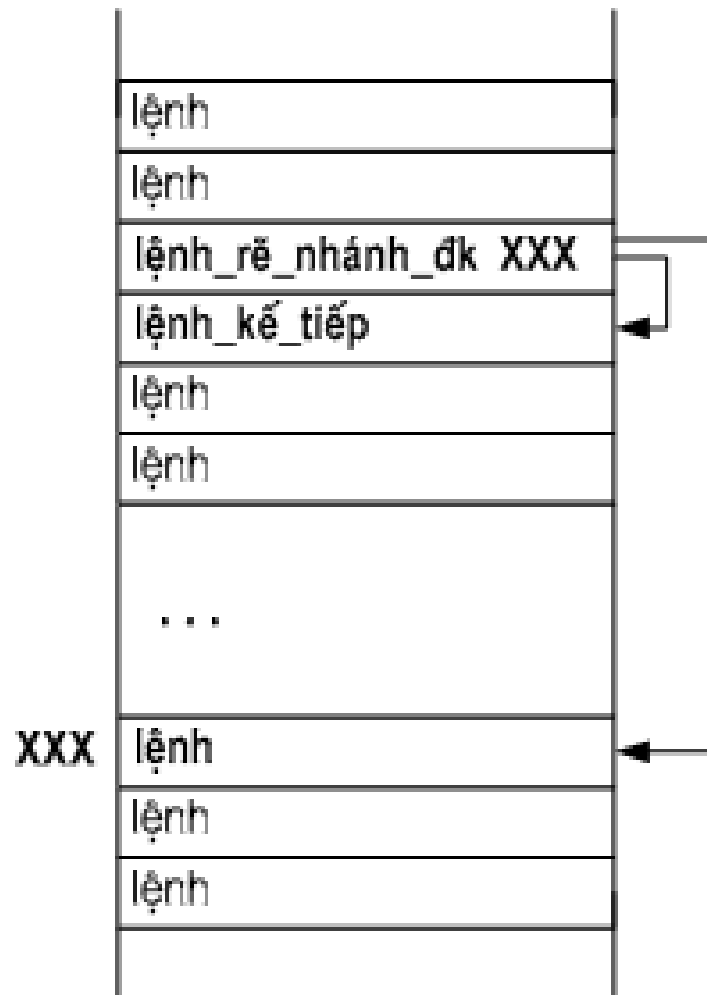 lệnh
lệnh
lệnh_rẽ_nhánh_đk XXX
lệnh_kế_tiếp
lệnh
lệnh
...
XXX lệnh
lệnh
lệnh